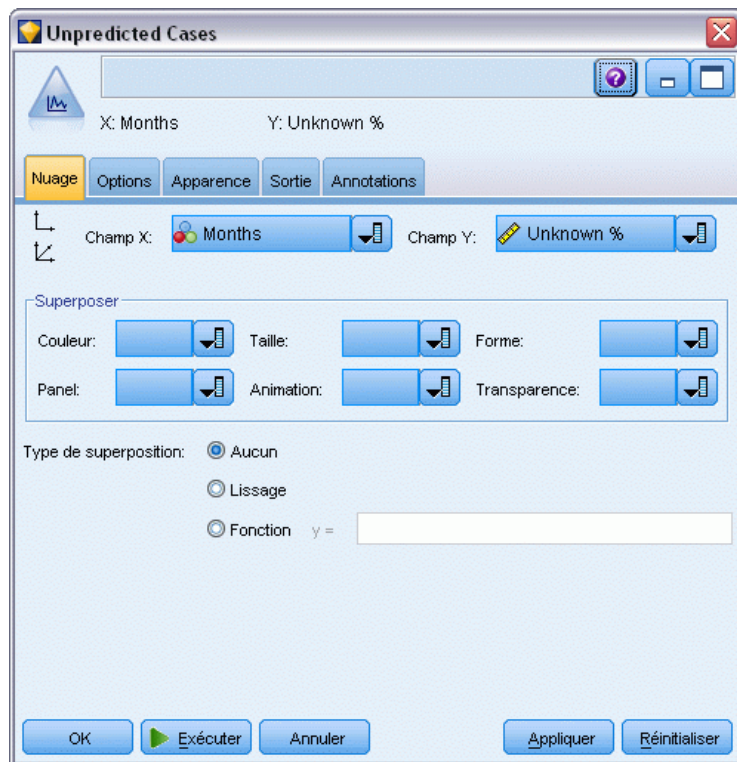 Unpredicted Cases
X: Months Y: Unknown %
Nuage Options Apparence Sortie Annotations
Champ X: Months Champ Y: Unknown %
Superposer
Couleur: Taille: Forme:
Panel: Animation: Transparence:
Type de superposition: Aucun
Lissage
Fonction y =
OK Exécuter Annuler Appliquer Réinitialiser